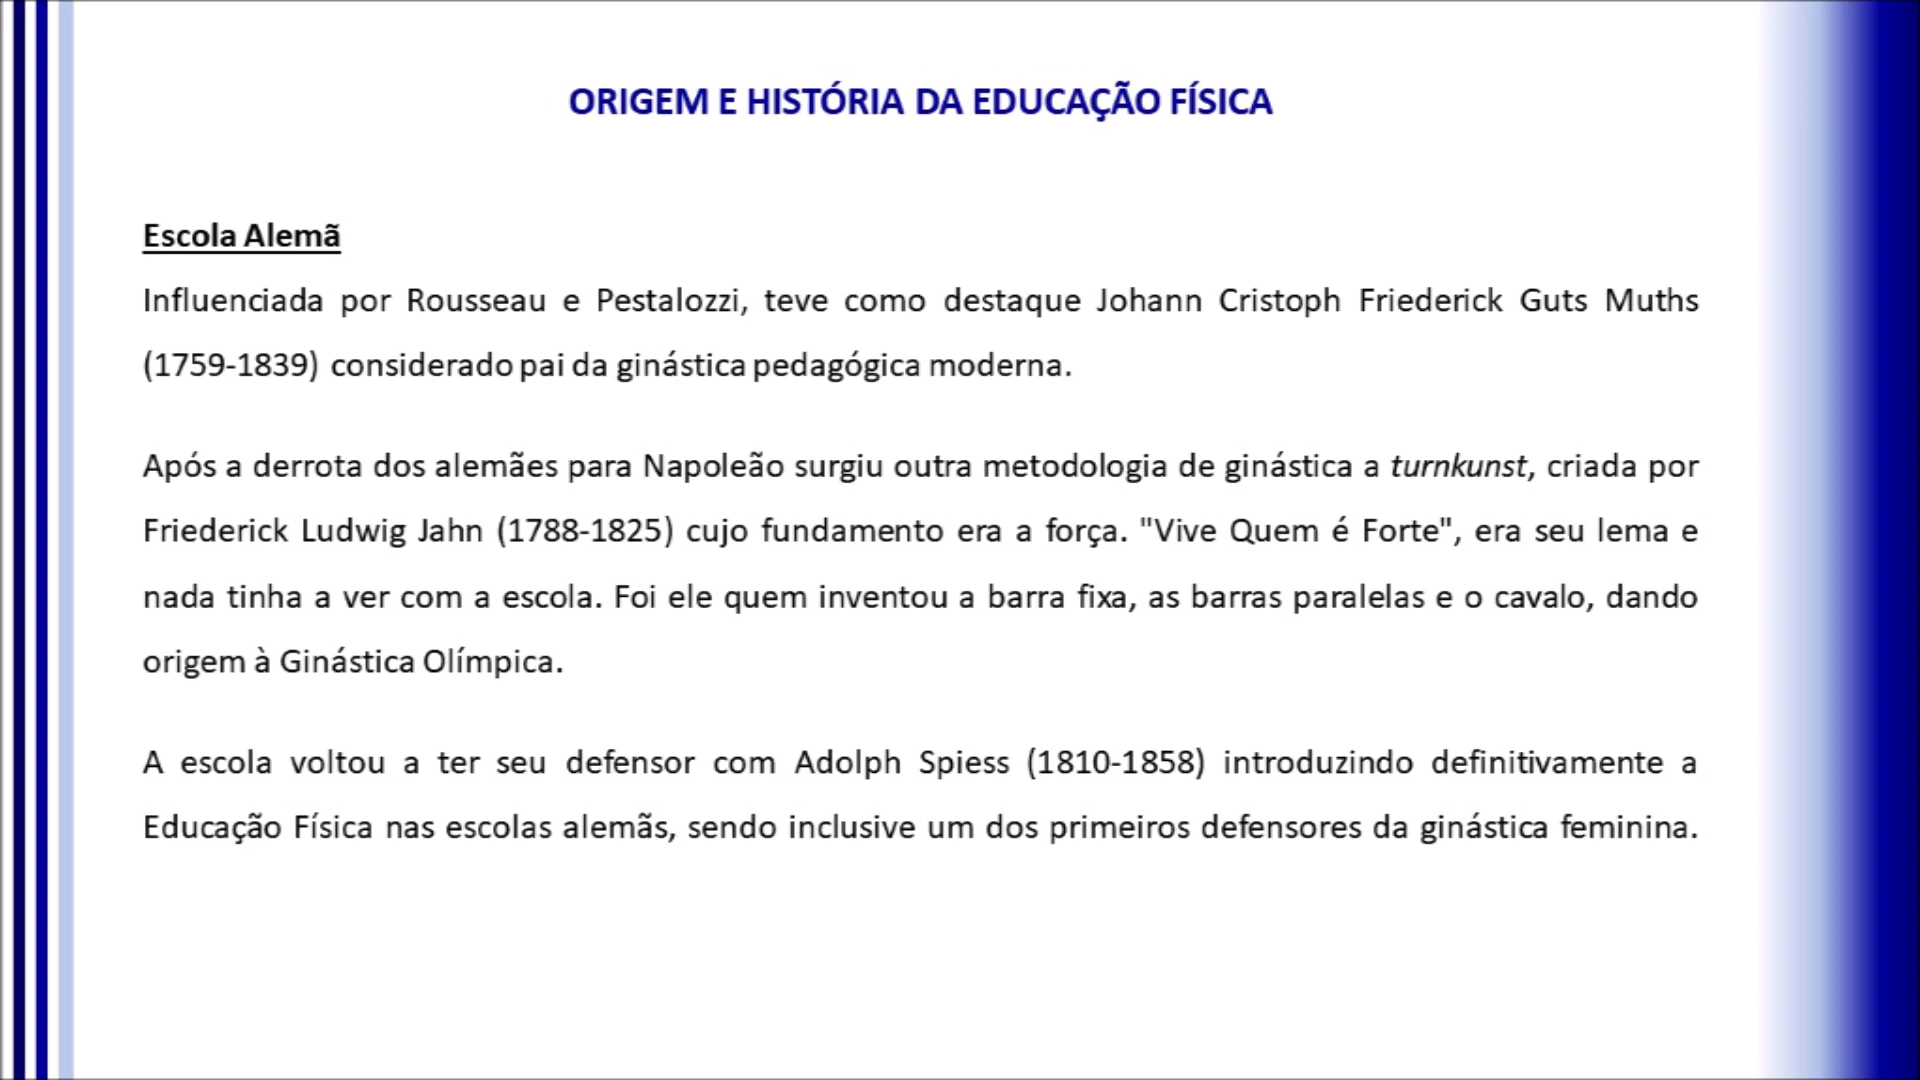 ORIGEM E HISTÓRIA DA EDUCAÇÃO FÍSICA
Escola Alemã
Influenciada por Rousseau e Pestalozzi, teve como destaque Johann Cristoph Friederick Guts Muths
(1759-1839) considerado pai da ginástica pedagógica moderna.
Após a derrota dos alemães para Napoleão surgiu outra metodologia de ginástica a turnkunst, criada por
Friederick Ludwig Jahn (1788-1825) cujo fundamento era a força. "Vive Quem é Forte", era seu lema e
nada tinha a ver com a escola. Foi ele quem inventou a barra fixa, as barras paralelas e o cavalo, dando
origem à Ginástica Olímpica.
A escola voltou a ter seu defensor com Adolph Spiess (1810-1858) introduzindo definitivamente a
Educação Física nas escolas alemãs, sendo inclusive um dos primeiros defensores da ginástica feminina.